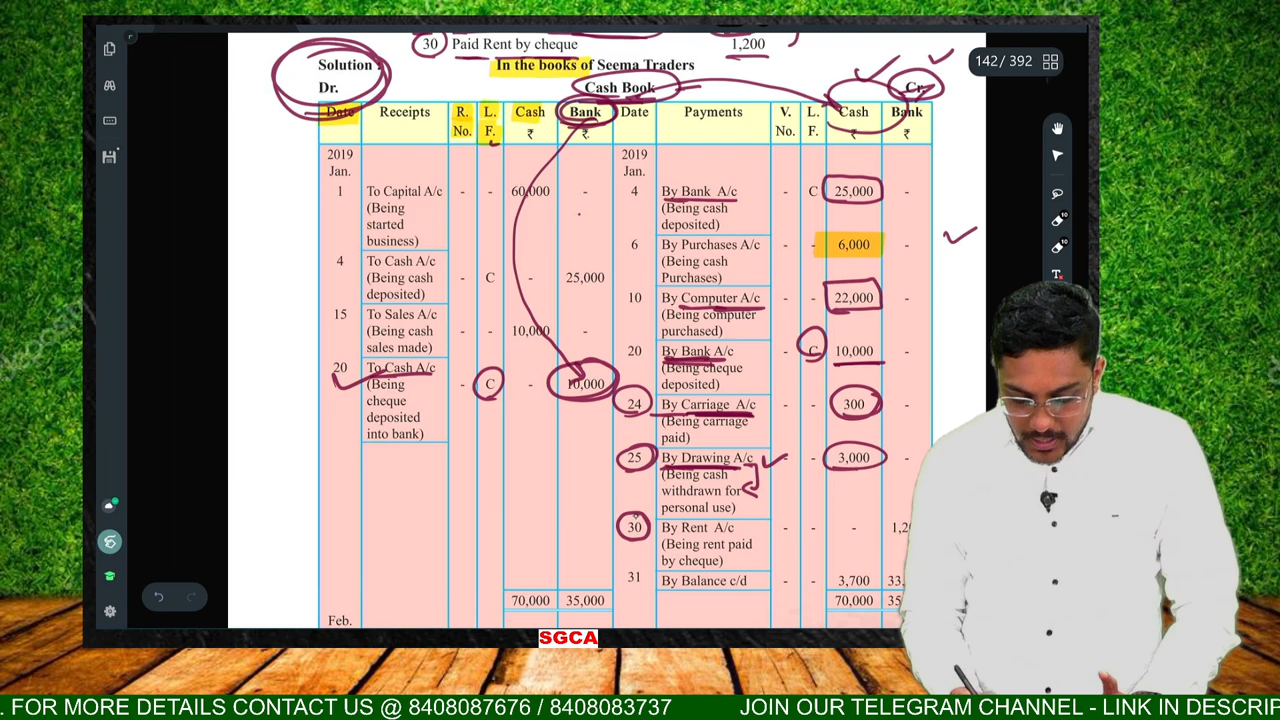 30 Paid Rent by cheque 1,200
Solution :
In the books of Seema Traders
Dr. Cash Book Cr.
Date Receipts R. No. L. F. Cash ₹ Bank ₹ Date Payments V. No. L. F. Cash ₹ Bank ₹
2019 2019
Jan. Jan.
1 To Capital A/c - - 60,000 - 4 By Bank A/c - C 25,000 -
(Being (Being cash
started deposited)
business) 6 By Purchases A/c - - 6,000 -
4 To Cash A/c (Being cash
(Being cash - C - 25,000 Purchases)
deposited) 10 By Computer A/c - - 22,000 -
15 To Sales A/c (Being computer
(Being cash - - 10,000 - purchased)
sales made) 20 By Bank A/c - C 10,000 -
20 To Cash A/c (Being cheque
(Being - C - 10,000 deposited)
cheque 24 By Carriage A/c - - 300 -
deposited (Being carriage
into bank) paid)
25 By Drawing A/c - - 3,000 -
(Being cash
withdrawn for
personal use)
30 By Rent A/c - - -
(Being rent paid
by cheque)
31 By Balance c/d - - 3,700
70,000 35,000 70,000
Feb.
142 / 392
SGCA
. FOR MORE DETAILS CONTACT US @ 8408087676 / 8408083737 JOIN OUR TELEGRAM CHANNEL - LINK IN DESCRIP